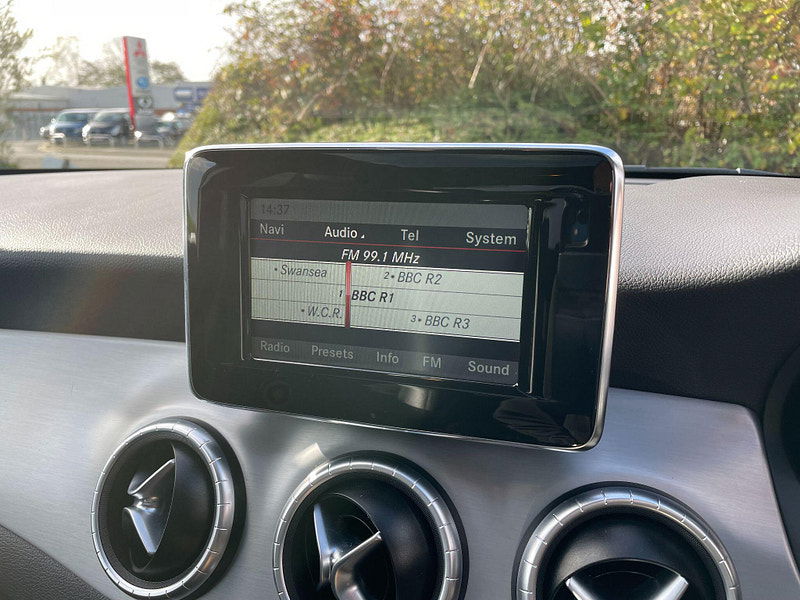 14:37
Navi Audio Tel System
FM 99.1 MHz
•Swansea 2•BBC R2
1 BBC R1
•W.C.R. 3•BBC R3
Radio Presets Info FM Sound